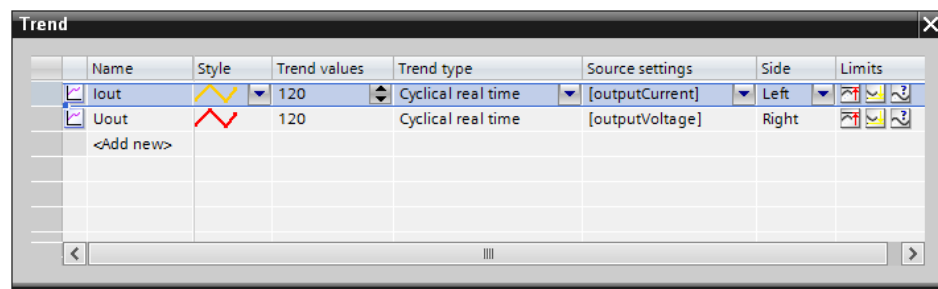 Trend
Name Style Trend values Trend type Source settings Side Limits
Iout 120 Cyclical real time [outputCurrent] Left
Uout 120 Cyclical real time [outputVoltage] Right
<Add new>